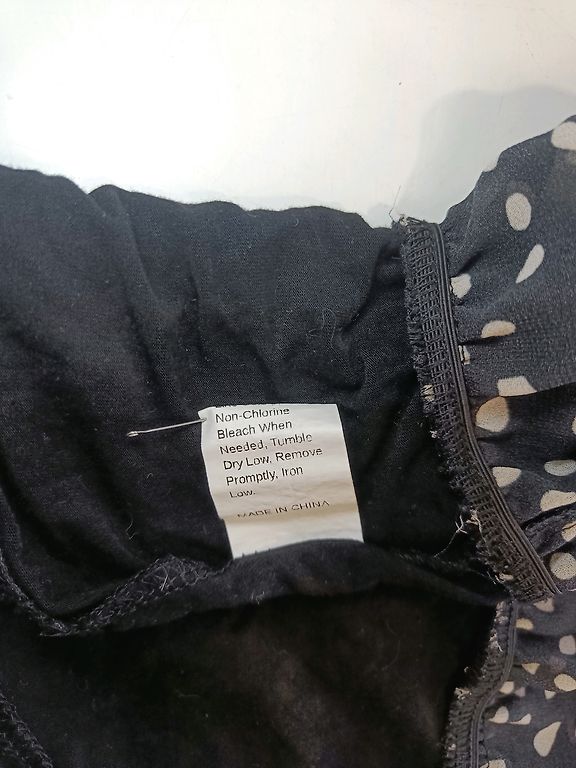 Non-Chlorine
Bleach When
Needed, Tumble
Dry Low, Remove
Promptly, Iron
Low.
MADE IN CHINA